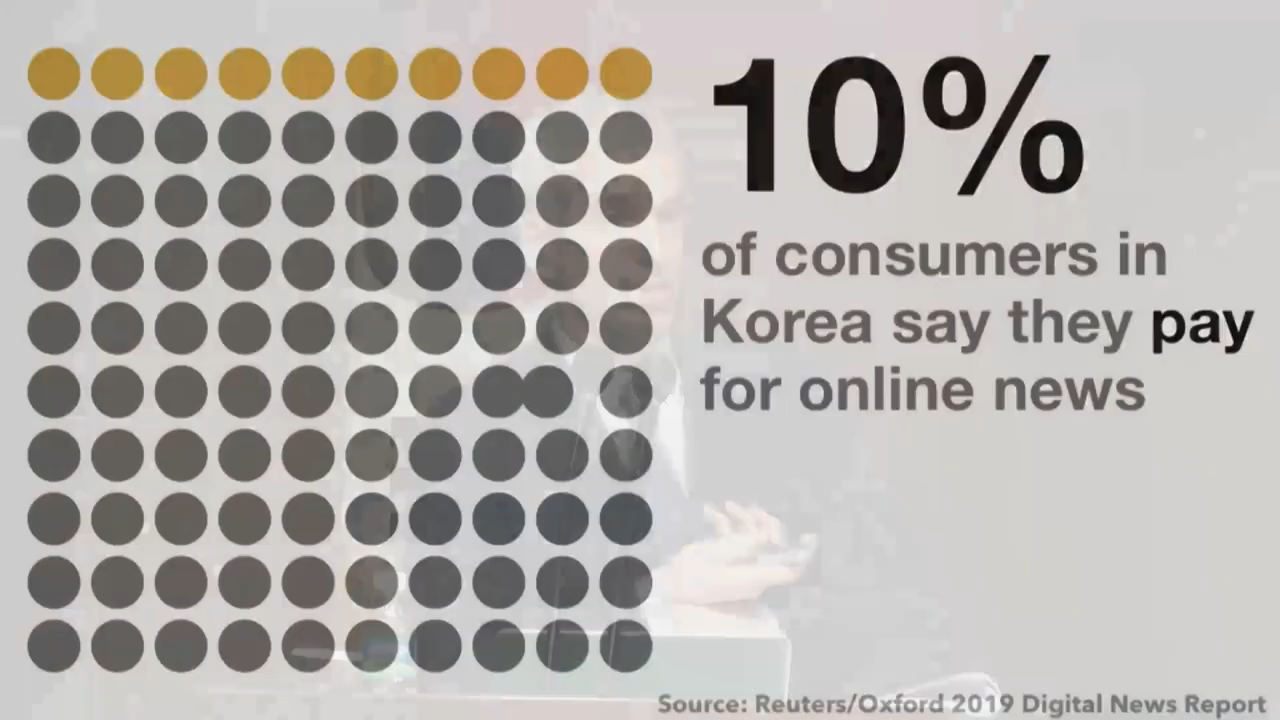 10%
of consumers in
Korea say they pay
for online news
Source: Reuters/Oxford 2019 Digital News Report